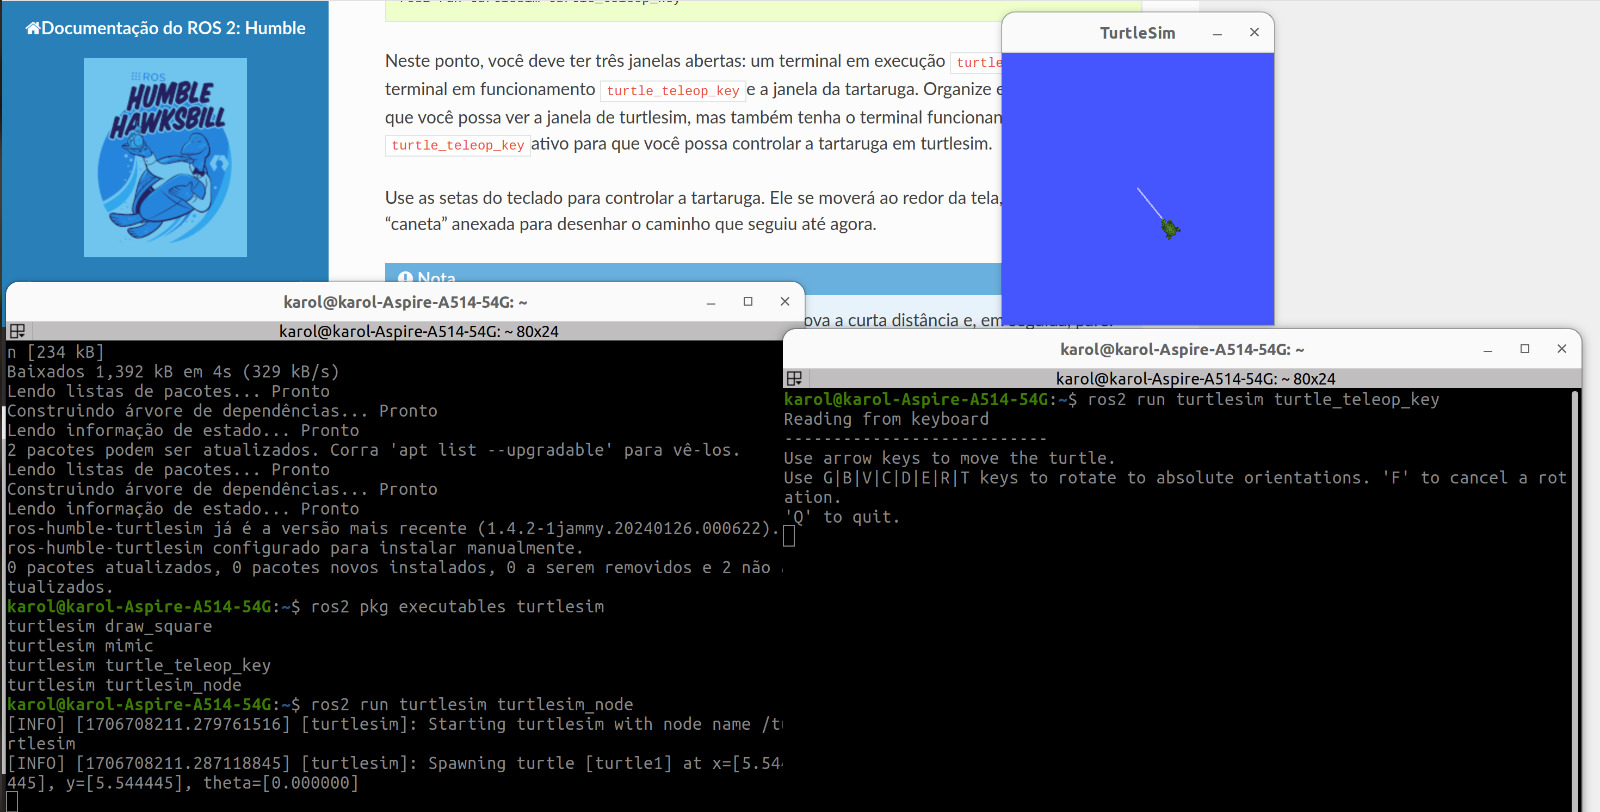 Documentação do ROS 2: Humble
ROS
HUMBLE
HAWKSBILL
Neste ponto, você deve ter três janelas abertas: um terminal em execução turtle
terminal em funcionamento turtle_teleop_key e a janela da tartaruga. Organize e
que você possa ver a janela de turtlesim, mas também tenha o terminal funcionan
turtle_teleop_key ativo para que você possa controlar a tartaruga em turtlesim.
Use as setas do teclado para controlar a tartaruga. Ele se moverá ao redor da tela,
“caneta” anexada para desenhar o caminho que seguiu até agora.
Nota
ova a curta distância e, em seguida, pare.
TurtleSim
karol@karol-Aspire-A514-54G: ~
karol@karol-Aspire-A514-54G: ~ 80x24
n [234 kB]
Baixados 1,392 kB em 4s (329 kB/s)
Lendo listas de pacotes... Pronto
Construindo árvore de dependências... Pronto
Lendo informação de estado... Pronto
2 pacotes podem ser atualizados. Corra 'apt list --upgradable' para vê-los.
Lendo listas de pacotes... Pronto
Construindo árvore de dependências... Pronto
Lendo informação de estado... Pronto
ros-humble-turtlesim já é a versão mais recente (1.4.2-1jammy.20240126.000622).
ros-humble-turtlesim configurado para instalar manualmente.
0 pacotes atualizados, 0 pacotes novos instalados, 0 a serem removidos e 2 não
tualizados.
karol@karol-Aspire-A514-54G:~$ ros2 pkg executables turtlesim
turtlesim draw_square
turtlesim mimic
turtlesim turtle_teleop_key
turtlesim turtlesim_node
karol@karol-Aspire-A514-54G:~$ ros2 run turtlesim turtlesim_node
[INFO] [1706708211.279761516] [turtlesim]: Starting turtlesim with node name /tu
rtlesim
[INFO] [1706708211.287118845] [turtlesim]: Spawning turtle [turtle1] at x=[5.544
445], y=[5.544445], theta=[0.000000]
karol@karol-Aspire-A514-54G: ~
karol@karol-Aspire-A514-54G: ~ 80x24
karol@karol-Aspire-A514-54G:~$ ros2 run turtlesim turtle_teleop_key
Reading from keyboard
---------------------------
Use arrow keys to move the turtle.
Use G|B|V|C|D|E|R|T keys to rotate to absolute orientations. 'F' to cancel a rot
ation.
'Q' to quit.